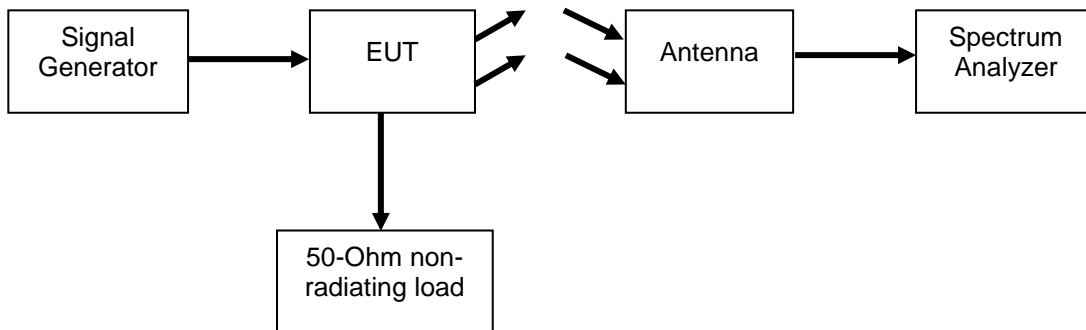 Signal
Generator
EUT
Antenna
Spectrum
Analyzer
50-Ohm non-
radiating load